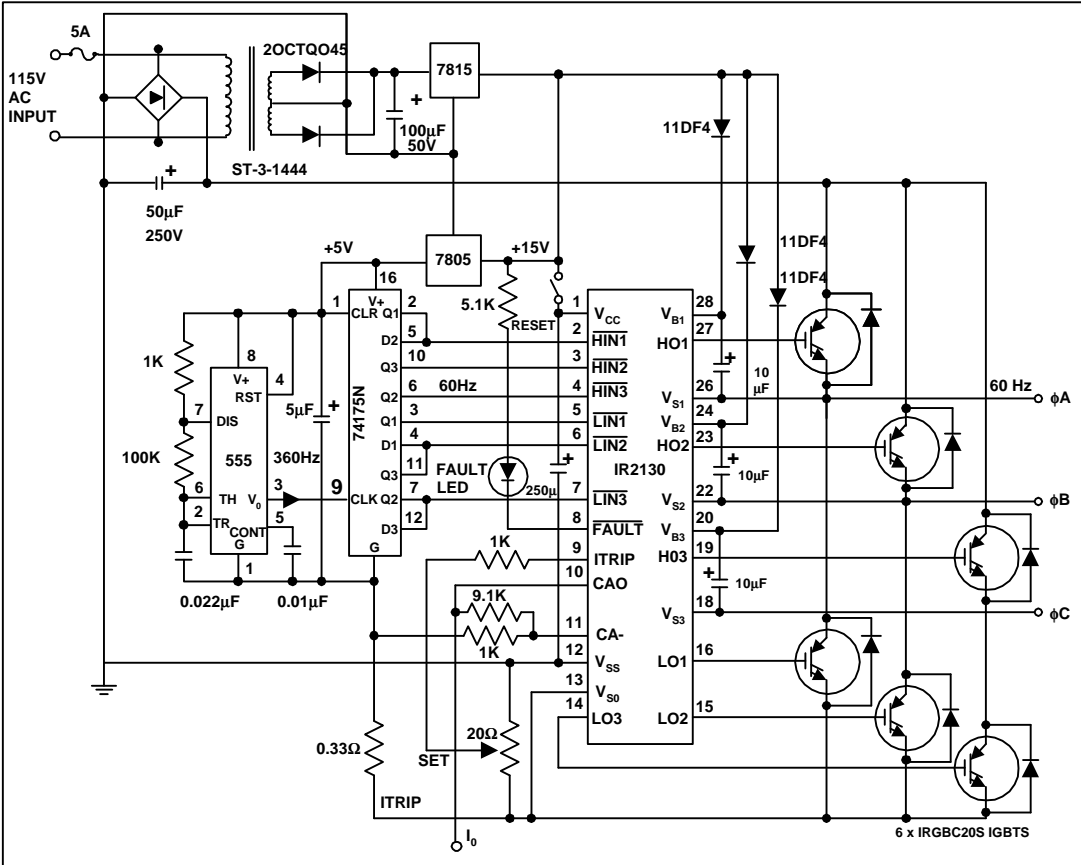 5A
2OCTQO45
7815
115V
AC
INPUT
+
100µF
50V
11DF4
ST-3-1444
+
50µF
250V
11DF4
+5V
7805
+15V
11DF4
16
5.1K
RESET
1
V+
CLR
Q1
2
D2
5
Q3
10
Q2
6
60Hz
Q1
3
D1
4
Q3
11
Q2
7
D3
12
CLK
9
G
74175N
1K
8
V+
4
RST
7
DIS
5µF
+
100K
555
360Hz
6
TH
V0
3
2
TR
CONT
5
G
1
0.022µF
0.01µF
FAULT
LED
+
250µ
1
VCC
2
HIN1
3
HIN2
4
HIN3
5
LIN1
6
LIN2
7
LIN3
8
FAULT
9
ITRIP
10
CAO
11
CA-
12
VSS
13
VS0
14
LO3
IR2130
28
VB1
27
HO1
26
VS1
24
VB2
23
HO2
22
VS2
20
VB3
19
H03
18
VS3
16
LO1
15
LO2
+
10
µF
+
10µF
+
10µF
60 Hz
ϕA
ϕB
ϕC
1K
9.1K
1K
0.33Ω
20Ω
SET
ITRIP
I0
6 x IRGBC20S IGBTS